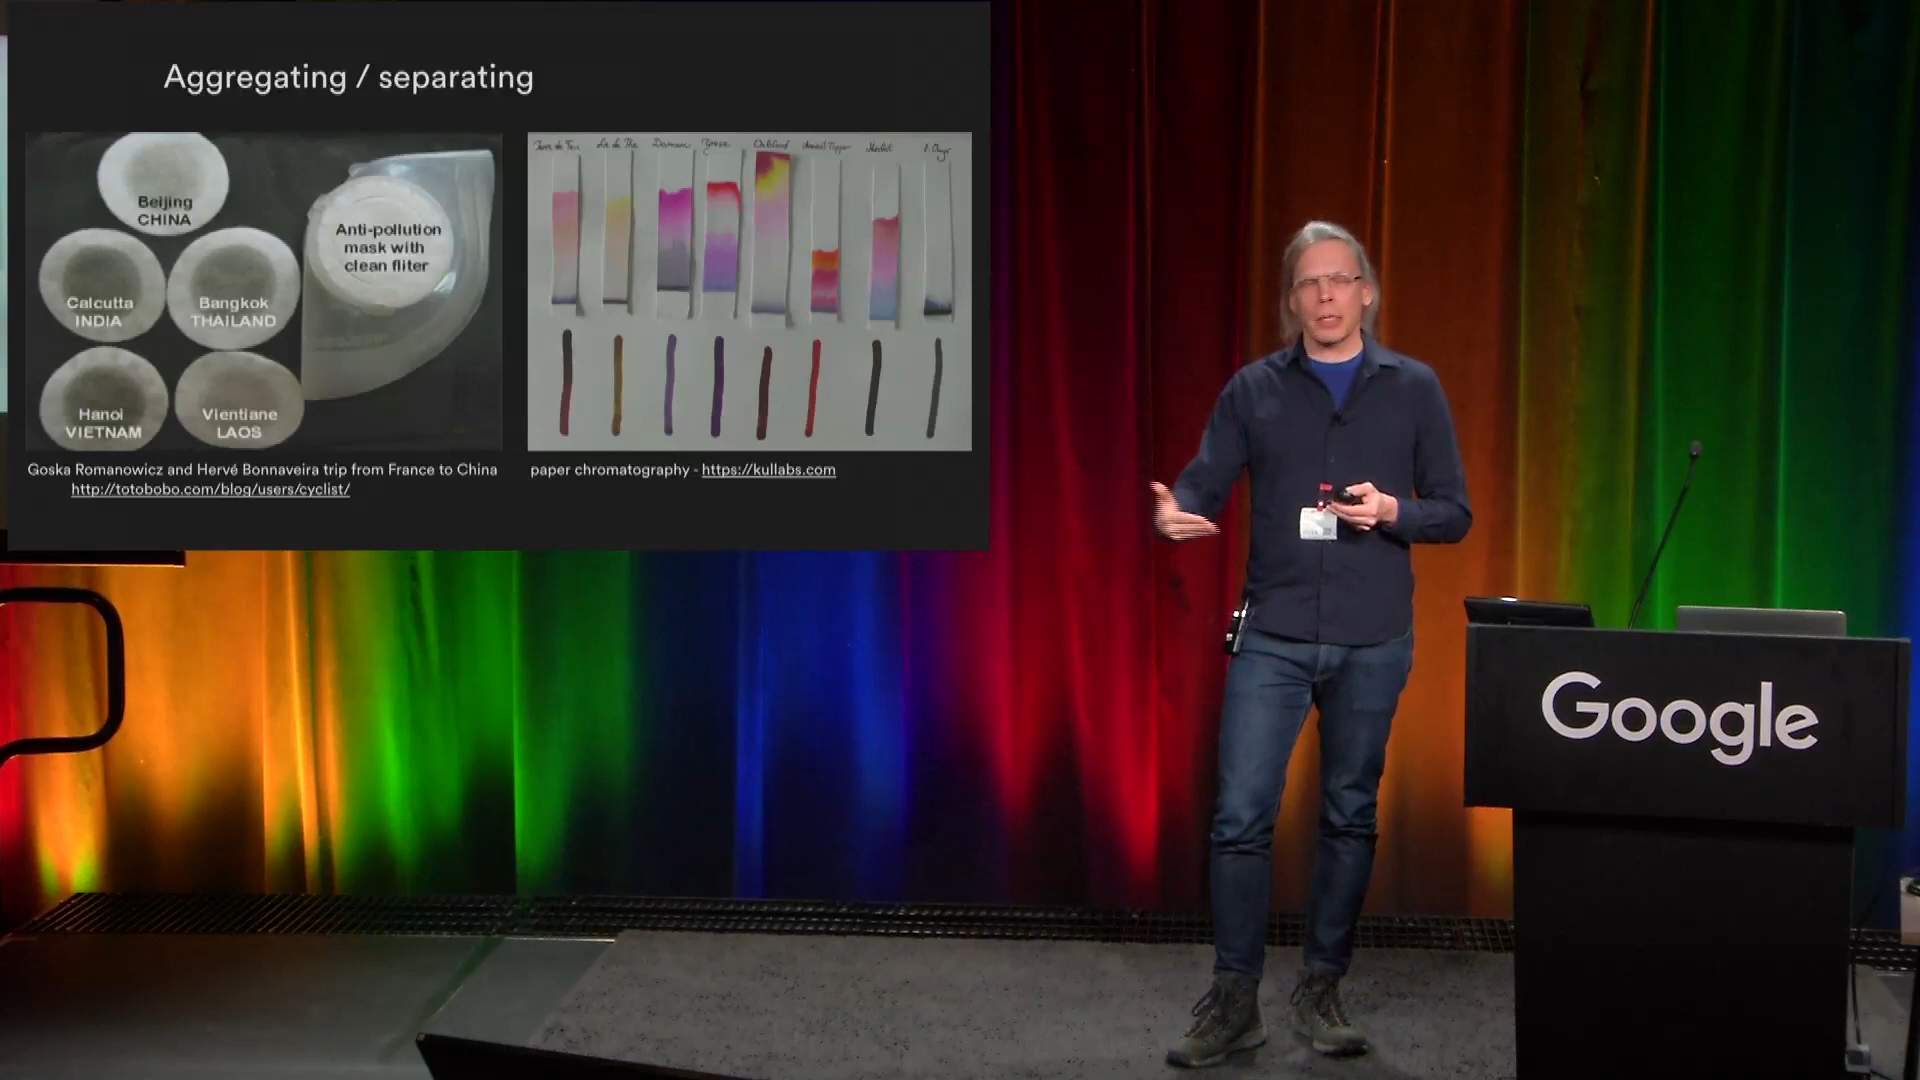 Aggregating / separating
Beijing
CHINA
Calcutta
INDIA
Bangkok
THAILAND
Hanoi
VIETNAM
Vientiane
LAOS
Anti-pollution
mask with
clean fliter
Goska Romanowicz and Hervé Bonnaveira trip from France to China
http://totobobo.com/blog/users/cyclist/
paper chromatography - https://kullabs.com
Google